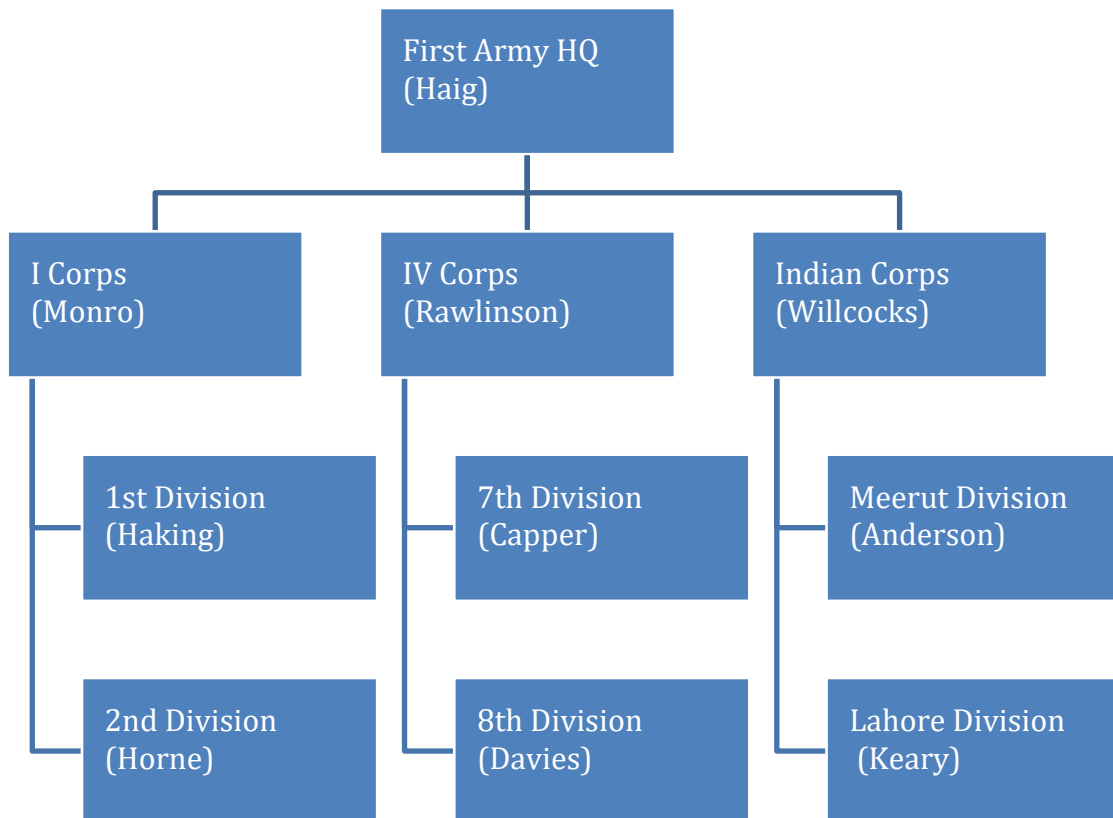 First Army HQ
(Haig)
I Corps
(Monro)
IV Corps
(Rawlinson)
Indian Corps
(Willcocks)
1st Division
(Haking)
7th Division
(Capper)
Meerut Division
(Anderson)
2nd Division
(Horne)
8th Division
(Davies)
Lahore Division
(Keary)